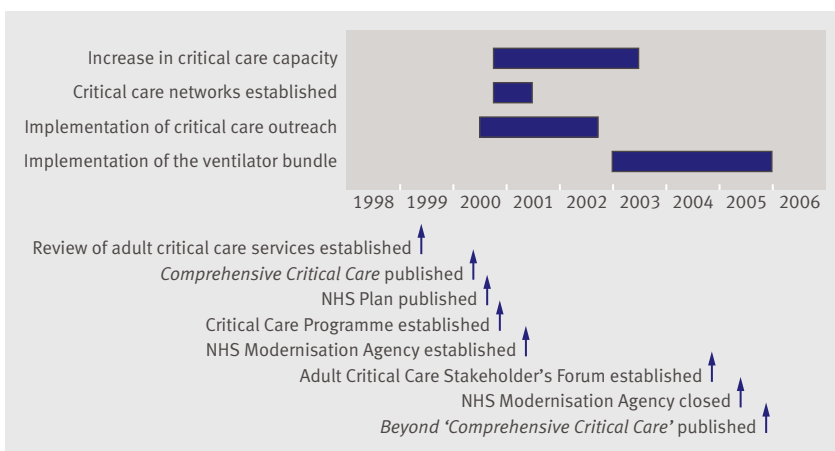 Increase in critical care capacity
Critical care networks established
Implementation of critical care outreach
Implementation of the ventilator bundle
1998 1999 2000 2001 2002 2003 2004 2005 2006
Review of adult critical care services established
Comprehensive Critical Care published
NHS Plan published
Critical Care Programme established
NHS Modernisation Agency established
Adult Critical Care Stakeholder’s Forum established
NHS Modernisation Agency closed
Beyond ‘Comprehensive Critical Care’ published